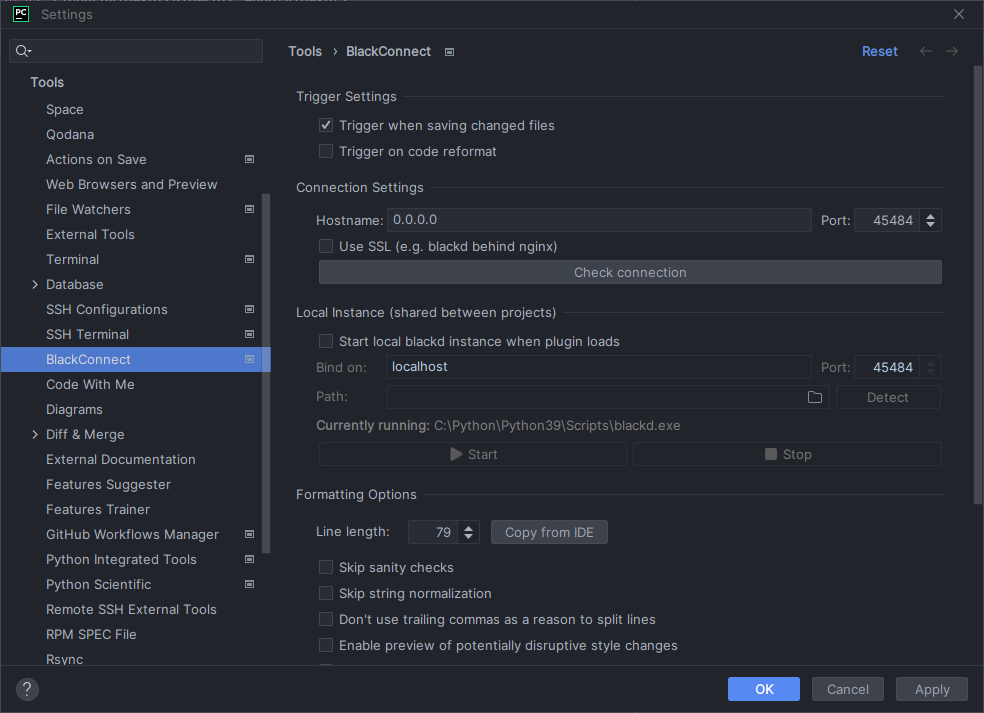 PC Settings
Tools
Space
Qodana
Actions on Save
Web Browsers and Preview
File Watchers
External Tools
Terminal
Database
SSH Configurations
SSH Terminal
BlackConnect
Code With Me
Diagrams
Diff & Merge
External Documentation
Features Suggester
Features Trainer
GitHub Workflows Manager
Python Integrated Tools
Python Scientific
Remote SSH External Tools
RPM SPEC File
Rsync
Tools › BlackConnect Reset
Trigger Settings
Trigger when saving changed files
Trigger on code reformat
Connection Settings
Hostname: 0.0.0.0 Port: 45484
Use SSL (e.g. blackd behind nginx)
Check connection
Local Instance (shared between projects)
Start local blackd instance when plugin loads
Bind on: localhost Port: 45484
Path: Detect
Currently running: C:\Python\Python39\Scripts\blackd.exe
Start Stop
Formatting Options
Line length: 79 Copy from IDE
Skip sanity checks
Skip string normalization
Don't use trailing commas as a reason to split lines
Enable preview of potentially disruptive style changes
? OK Cancel Apply